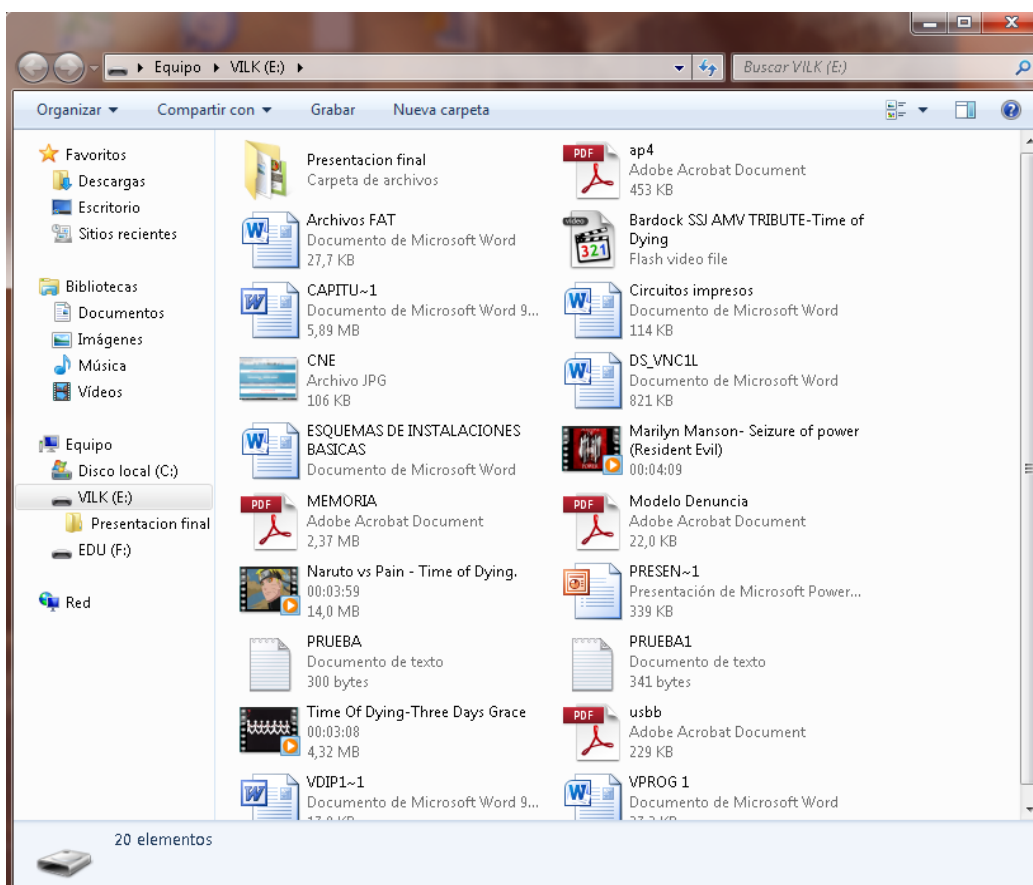 Equipo ▸ VILK (E:) ▸
Buscar VILK (E:)
Organizar
Compartir con
Grabar
Nueva carpeta
Favoritos
Descargas
Escritorio
Sitios recientes
Bibliotecas
Documentos
Imágenes
Música
Vídeos
Equipo
Disco local (C:)
VILK (E:)
Presentacion final
EDU (F:)
Red
Presentacion final
Carpeta de archivos
PDF
ap4
Adobe Acrobat Document
453 KB
Archivos FAT
Documento de Microsoft Word
27,7 KB
video
321
Bardock SSJ AMV TRIBUTE-Time of
Dying
Flash video file
CAPITU~1
Documento de Microsoft Word 9...
5,89 MB
Circuitos impresos
Documento de Microsoft Word
114 KB
CNE
Archivo JPG
106 KB
DS_VNC1L
Documento de Microsoft Word
821 KB
ESQUEMAS DE INSTALACIONES
BASICAS
Documento de Microsoft Word
Marilyn Manson- Seizure of power
(Resident Evil)
00:04:09
PDF
MEMORIA
Adobe Acrobat Document
2,37 MB
PDF
Modelo Denuncia
Adobe Acrobat Document
22,0 KB
Naruto vs Pain - Time of Dying.
00:03:59
14,0 MB
PRESEN~1
Presentación de Microsoft Power...
339 KB
PRUEBA
Documento de texto
300 bytes
PRUEBA1
Documento de texto
341 bytes
Time Of Dying-Three Days Grace
00:03:08
4,32 MB
PDF
usbb
Adobe Acrobat Document
229 KB
VDIP1~1
Documento de Microsoft Word 9...
VPROG 1
Documento de Microsoft Word
20 elementos